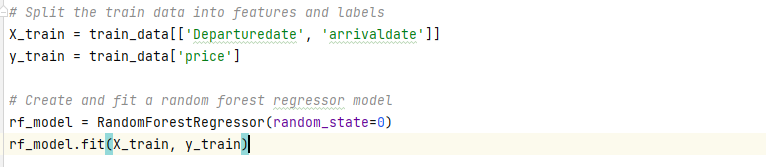 # Split the train data into features and labels
X_train = train_data[['Departuredate', 'arrivaldate']]
y_train = train_data['price']
# Create and fit a random forest regressor model
rf_model = RandomForestRegressor(random_state=0)
rf_model.fit(X_train, y_train)